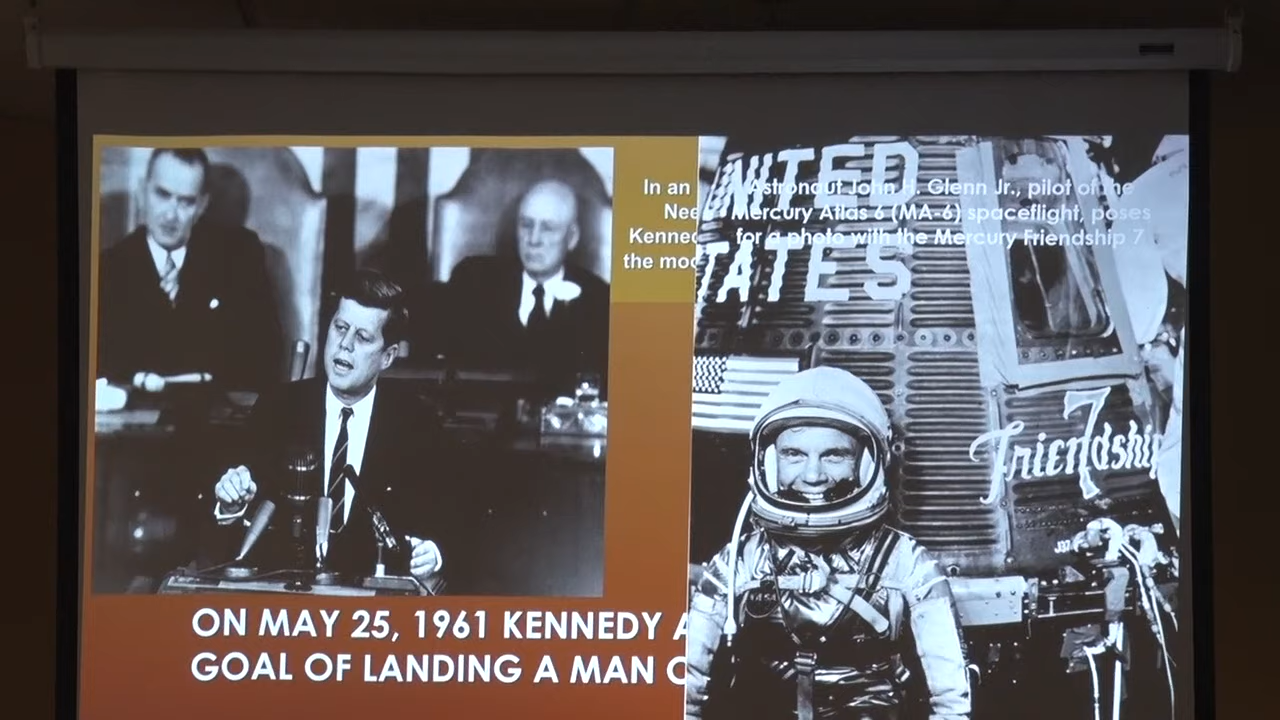 In an
Nee
Kenned
the moo
Astronaut John H. Glenn Jr., pilot of the
Mercury Atlas 6 (MA-6) spaceflight, poses
for a photo with the Mercury Friendship 7
UNITED
STATES
Friendship
7
ON MAY 25, 1961 KENNEDY A
GOAL OF LANDING A MAN O